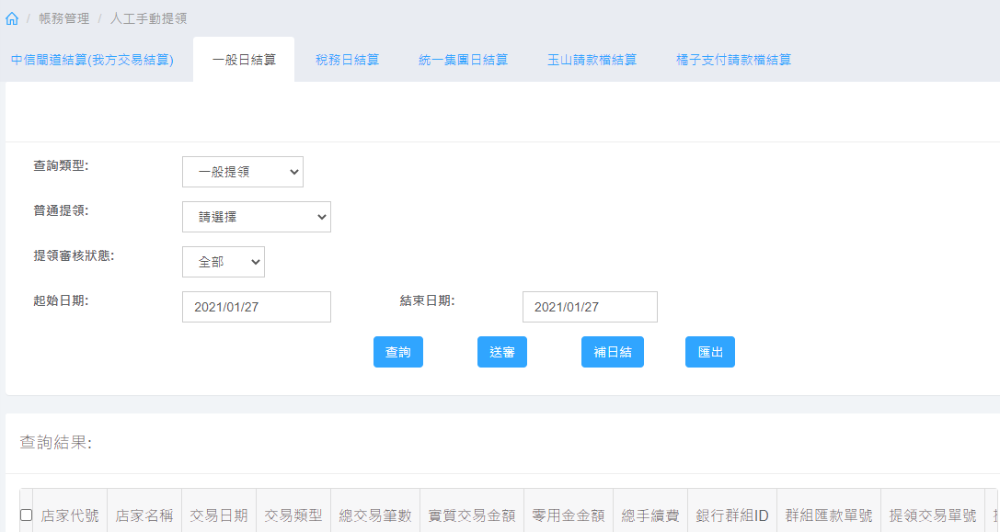 / 帳務管理 / 人工手動提領
中信閘道結算(我方交易結算) 一般日結算 稅務日結算 統一集團日結算 玉山請款檔結算 橘子支付請款檔結算
查詢類型: 一般提領
普通提領: 請選擇
提領審核狀態: 全部
起始日期: 2021/01/27 結束日期: 2021/01/27
查詢 送審 補日結 匯出
查詢結果:
店家代號 店家名稱 交易日期 交易類型 總交易筆數 實質交易金額 零用金金額 總手續費 銀行群組ID 群組匯款單號 提領交易單號